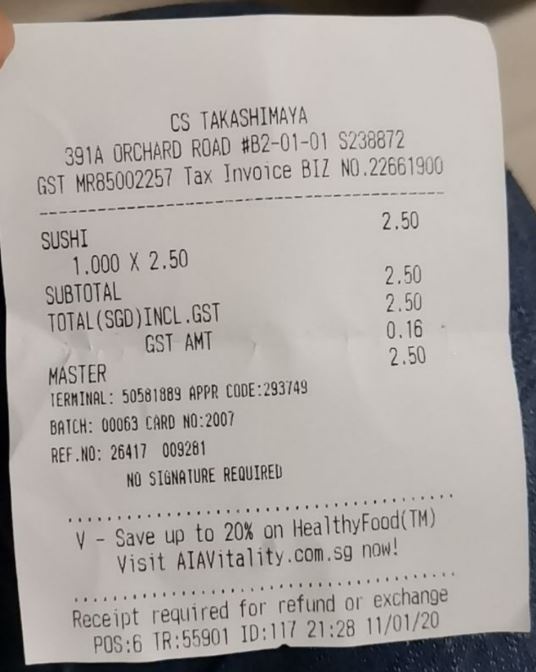 CS TAKASHIMAYA
391A ORCHARD ROAD #B2-01-01 S238872
GST MR85002257 Tax Invoice BIZ NO.22661900
SUSHI 2.50
1.000 X 2.50
SUBTOTAL 2.50
TOTAL(SGD)INCL.GST 2.50
GST AMT 0.16
MASTER 2.50
TERMINAL: 50581889 APPR CODE:293749
BATCH: 00063 CARD NO:2007
REF.NO: 26417 009281
NO SIGNATURE REQUIRED
V - Save up to 20% on HealthyFood(TM)
Visit AIAVitality.com.sg now!
Receipt required for refund or exchange
POS:6 TR:55901 ID:117 21:28 11/01/20